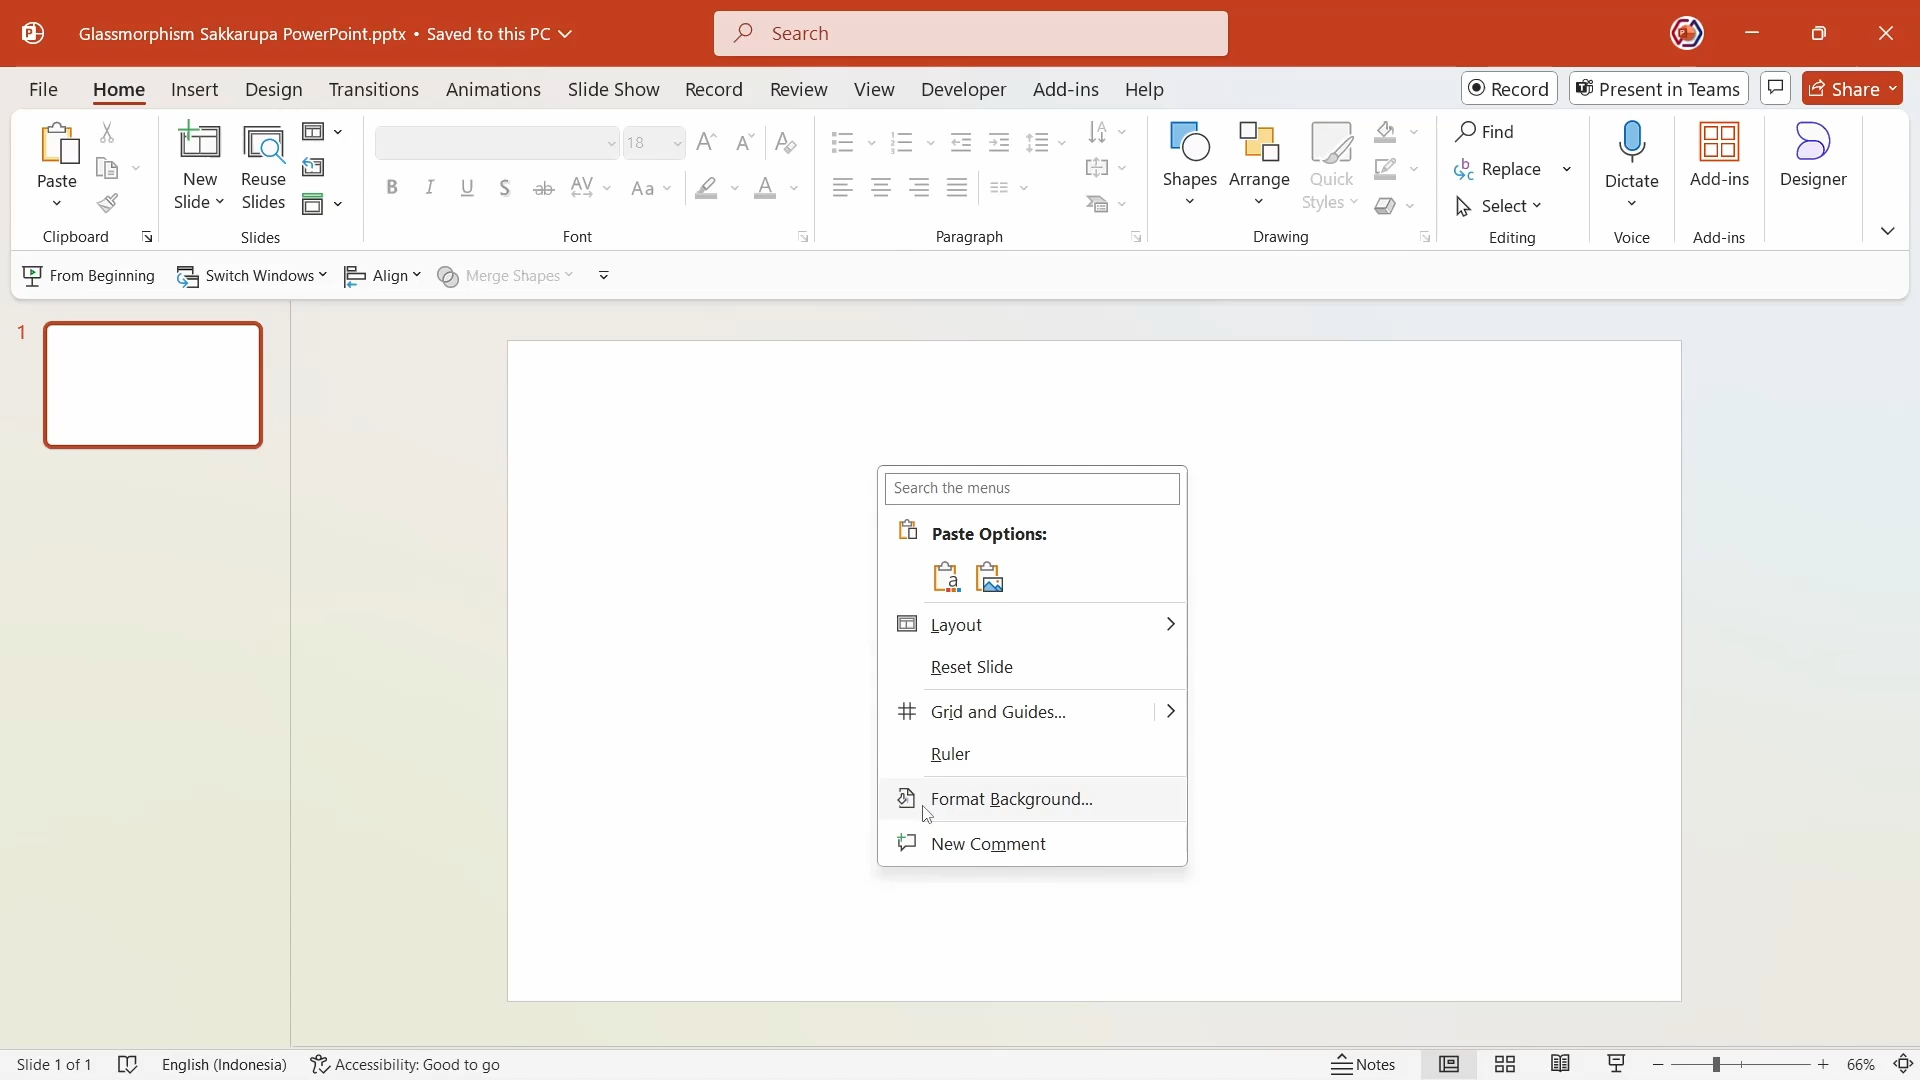 Glassmorphism Sakkarupa PowerPoint.pptx • Saved to this PC
Search
File Home Insert Design Transitions Animations Slide Show Record Review View Developer Add-ins Help
Record
Present in Teams
Share
Paste
New Slide
Reuse Slides
18
B I U S ab AV Aa A
Shapes
Arrange
Quick Styles
Find
Replace
Select
Dictate
Add-ins
Designer
Clipboard
Slides
Font
Paragraph
Drawing
Editing
Voice
Add-ins
From Beginning
Switch Windows
Align
Merge Shapes
1
Search the menus
Paste Options:
Layout
Reset Slide
Grid and Guides...
Ruler
Format Background...
New Comment
Slide 1 of 1
English (Indonesia)
Accessibility: Good to go
Notes
66%